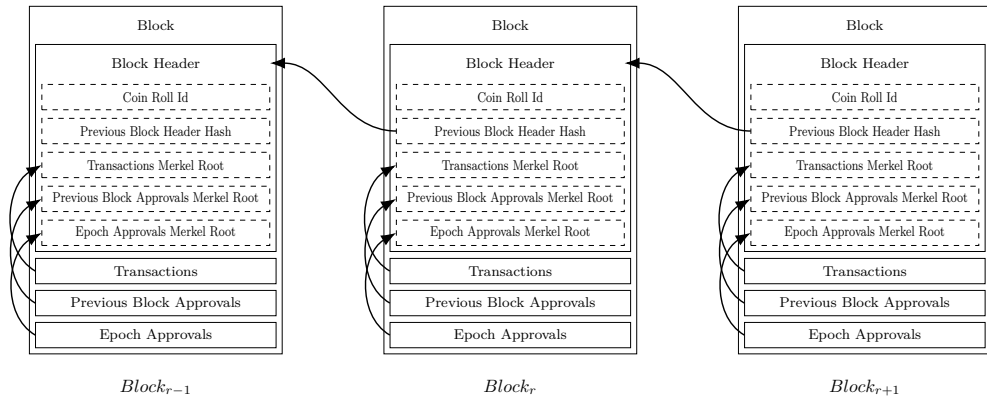 Block
Block Header
Coin Roll Id
Previous Block Header Hash
Transactions Merkel Root
Previous Block Approvals Merkel Root
Epoch Approvals Merkel Root
Transactions
Previous Block Approvals
Epoch Approvals
Block_{r−1}
Block
Block Header
Coin Roll Id
Previous Block Header Hash
Transactions Merkel Root
Previous Block Approvals Merkel Root
Epoch Approvals Merkel Root
Transactions
Previous Block Approvals
Epoch Approvals
Block_r
Block
Block Header
Coin Roll Id
Previous Block Header Hash
Transactions Merkel Root
Previous Block Approvals Merkel Root
Epoch Approvals Merkel Root
Transactions
Previous Block Approvals
Epoch Approvals
Block_{r+1}